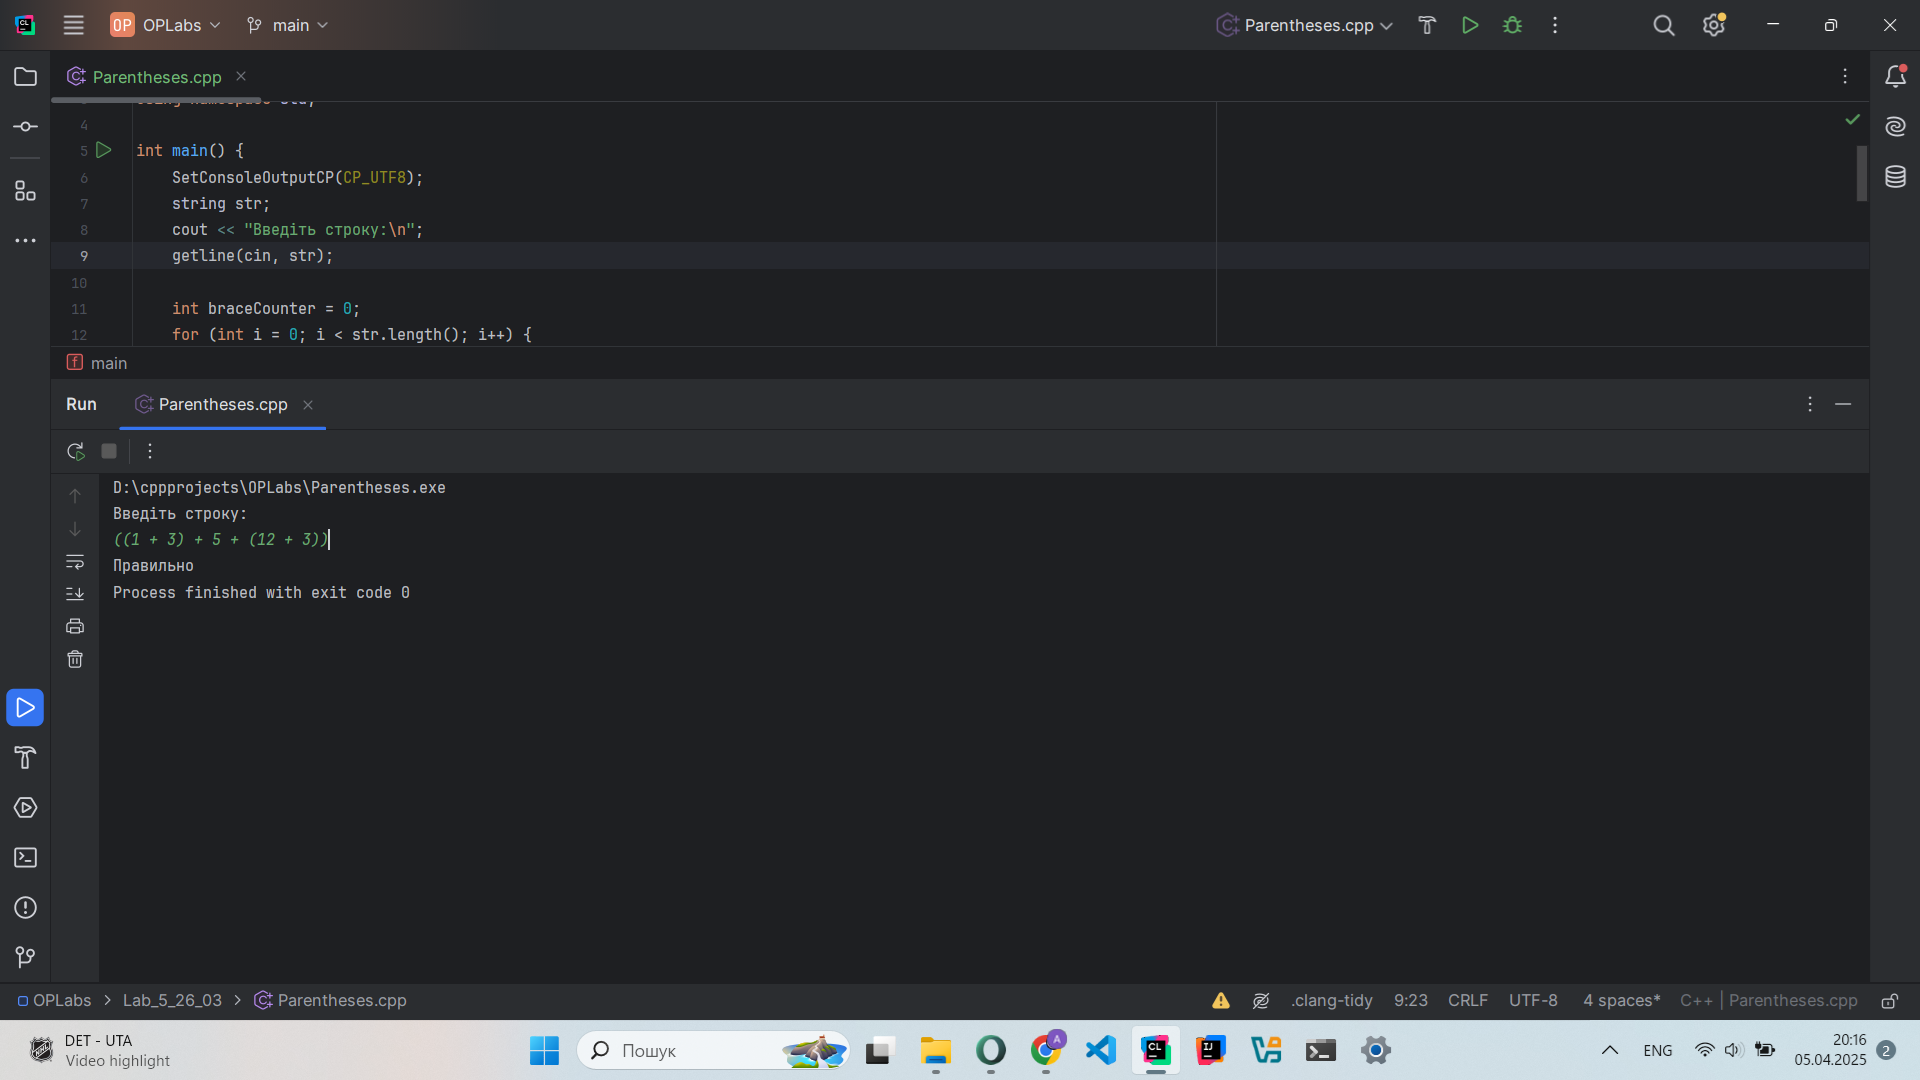 OP OPLabs main Parentheses.cpp
Parentheses.cpp
4
5 int main() {
6 SetConsoleOutputCP(CP_UTF8);
7 string str;
8 cout << "Введіть строку:\n";
9 getline(cin, str);
10
11 int braceCounter = 0;
12 for (int i = 0; i < str.length(); i++) {
f main
Run Parentheses.cpp
D:\cppprojects\OPLabs\Parentheses.exe
Введіть строку:
((1 + 3) + 5 + (12 + 3))
Правильно
Process finished with exit code 0
OPLabs > Lab_5_26_03 > Parentheses.cpp .clang-tidy 9:23 CRLF UTF-8 4 spaces* C++ | Parentheses.cpp
DET - UTA
Video highlight
Пошук
A
ENG
20:16
05.04.2025
2